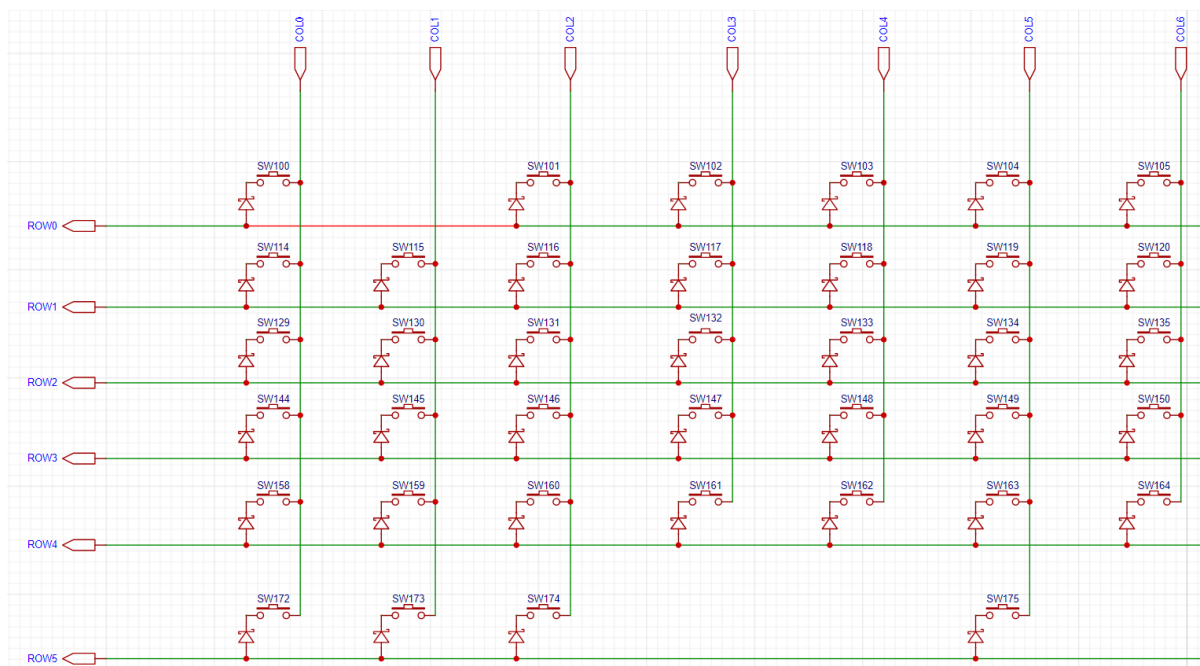 COL0 COL1 COL2 COL3 COL4 COL5 COL6
SW100 SW101 SW102 SW103 SW104 SW105
ROW0
SW114 SW115 SW116 SW117 SW118 SW119 SW120
ROW1
SW129 SW130 SW131 SW132 SW133 SW134 SW135
ROW2
SW144 SW145 SW146 SW147 SW148 SW149 SW150
ROW3
SW158 SW159 SW160 SW161 SW162 SW163 SW164
ROW4
SW172 SW173 SW174 SW175
ROW5